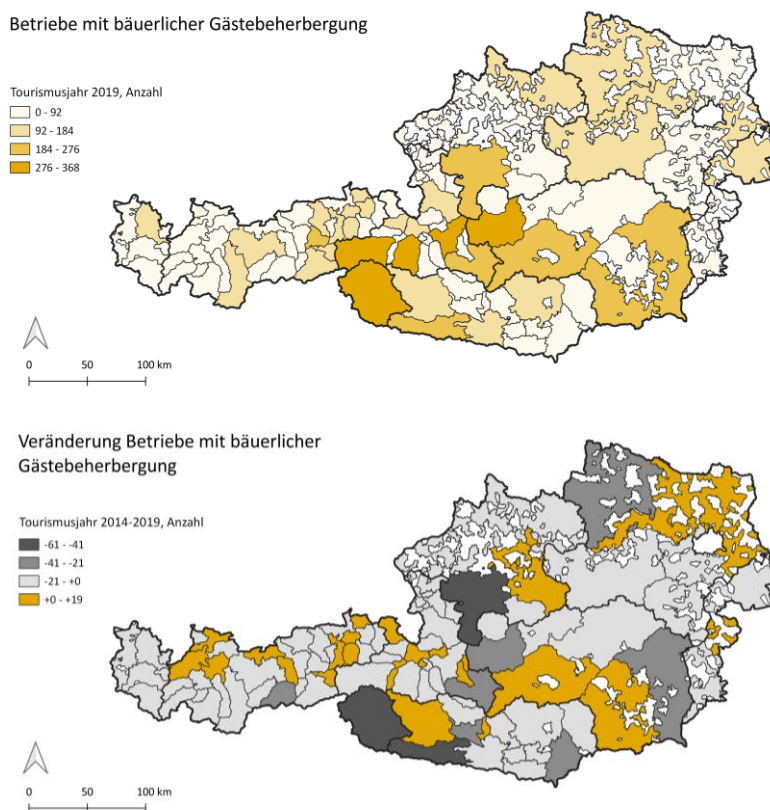 Betriebe mit bäuerlicher Gästebeherbergung
Tourismusjahr 2019, Anzahl
0 - 92
92 - 184
184 - 276
276 - 368
0 50 100 km
Veränderung Betriebe mit bäuerlicher
Gästebeherbergung
Tourismusjahr 2014-2019, Anzahl
-61 - -41
-41 - -21
-21 - +0
+0 - +19
0 50 100 km